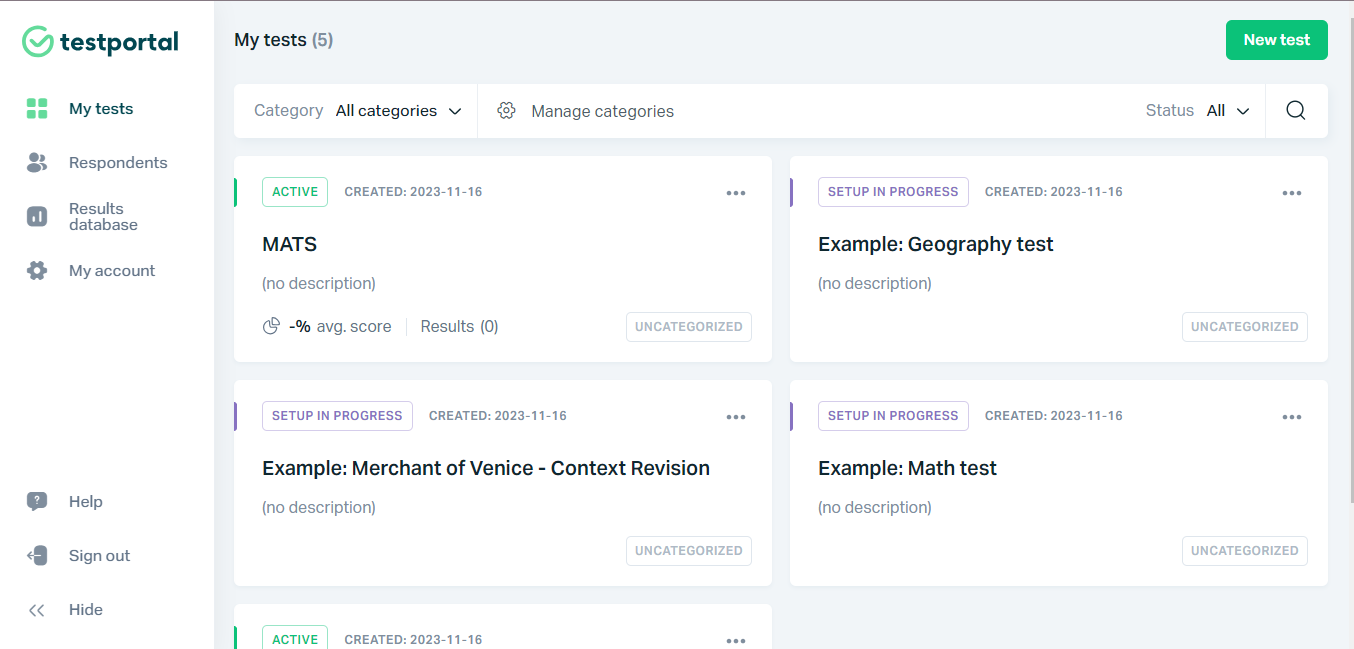 testportal
My tests
Respondents
Results
database
My account
Help
Sign out
Hide
My tests (5)
New test
Category All categories
Manage categories
Status All
ACTIVE CREATED: 2023-11-16
MATS
(no description)
-% avg. score Results (0)
UNCATEGORIZED
SETUP IN PROGRESS CREATED: 2023-11-16
Example: Geography test
(no description)
UNCATEGORIZED
SETUP IN PROGRESS CREATED: 2023-11-16
Example: Merchant of Venice - Context Revision
(no description)
UNCATEGORIZED
SETUP IN PROGRESS CREATED: 2023-11-16
Example: Math test
(no description)
UNCATEGORIZED
ACTIVE CREATED: 2023-11-16